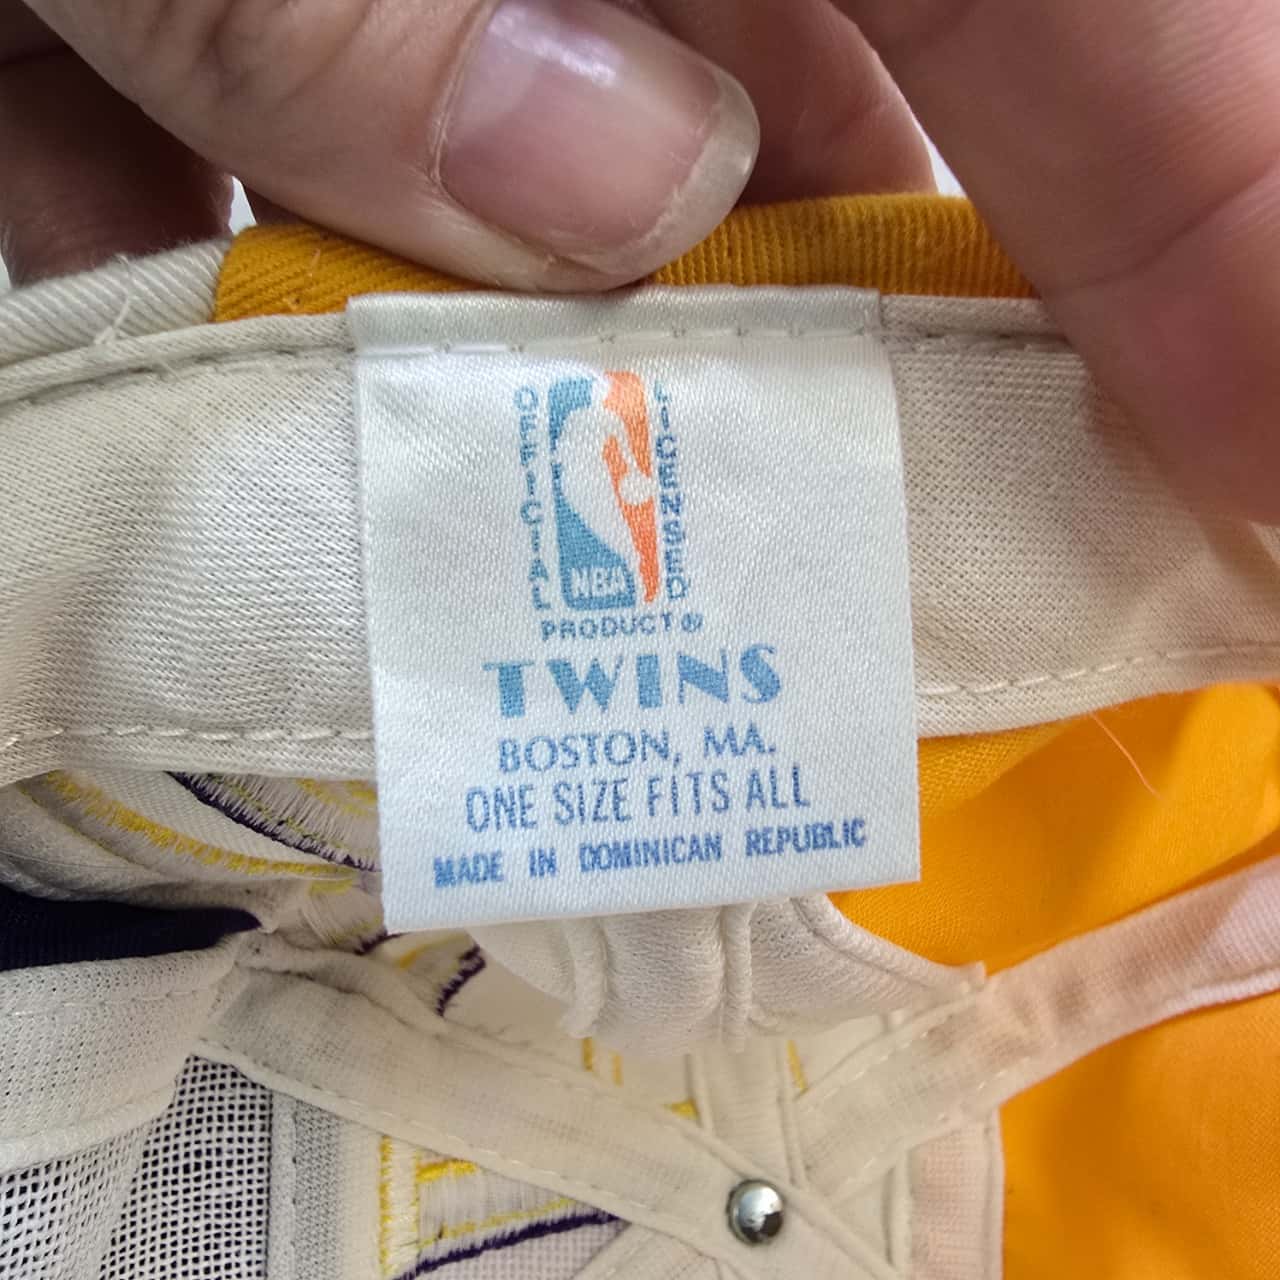 OFFICIAL
LICENSED
NBA
PRODUCT®
TWINS
BOSTON, MA.
ONE SIZE FITS ALL
MADE IN DOMINICAN REPUBLIC